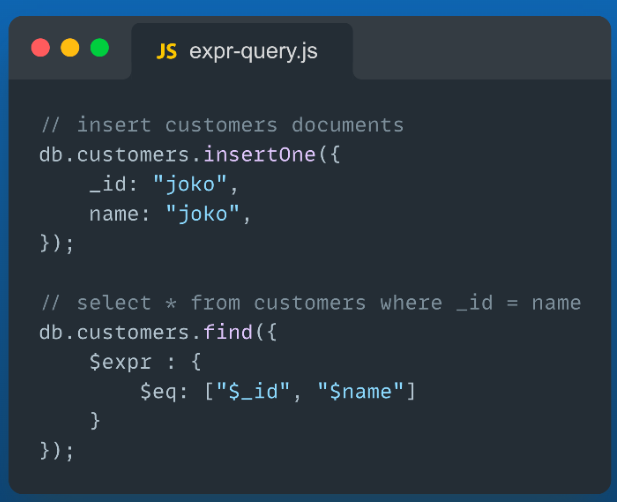 JS expr-query.js
// insert customers documents
db.customers.insertOne({
    _id: "joko",
    name: "joko",
});
// select * from customers where _id = name
db.customers.find({
    $expr : {
        $eq: ["$_id", "$name"]
    }
});